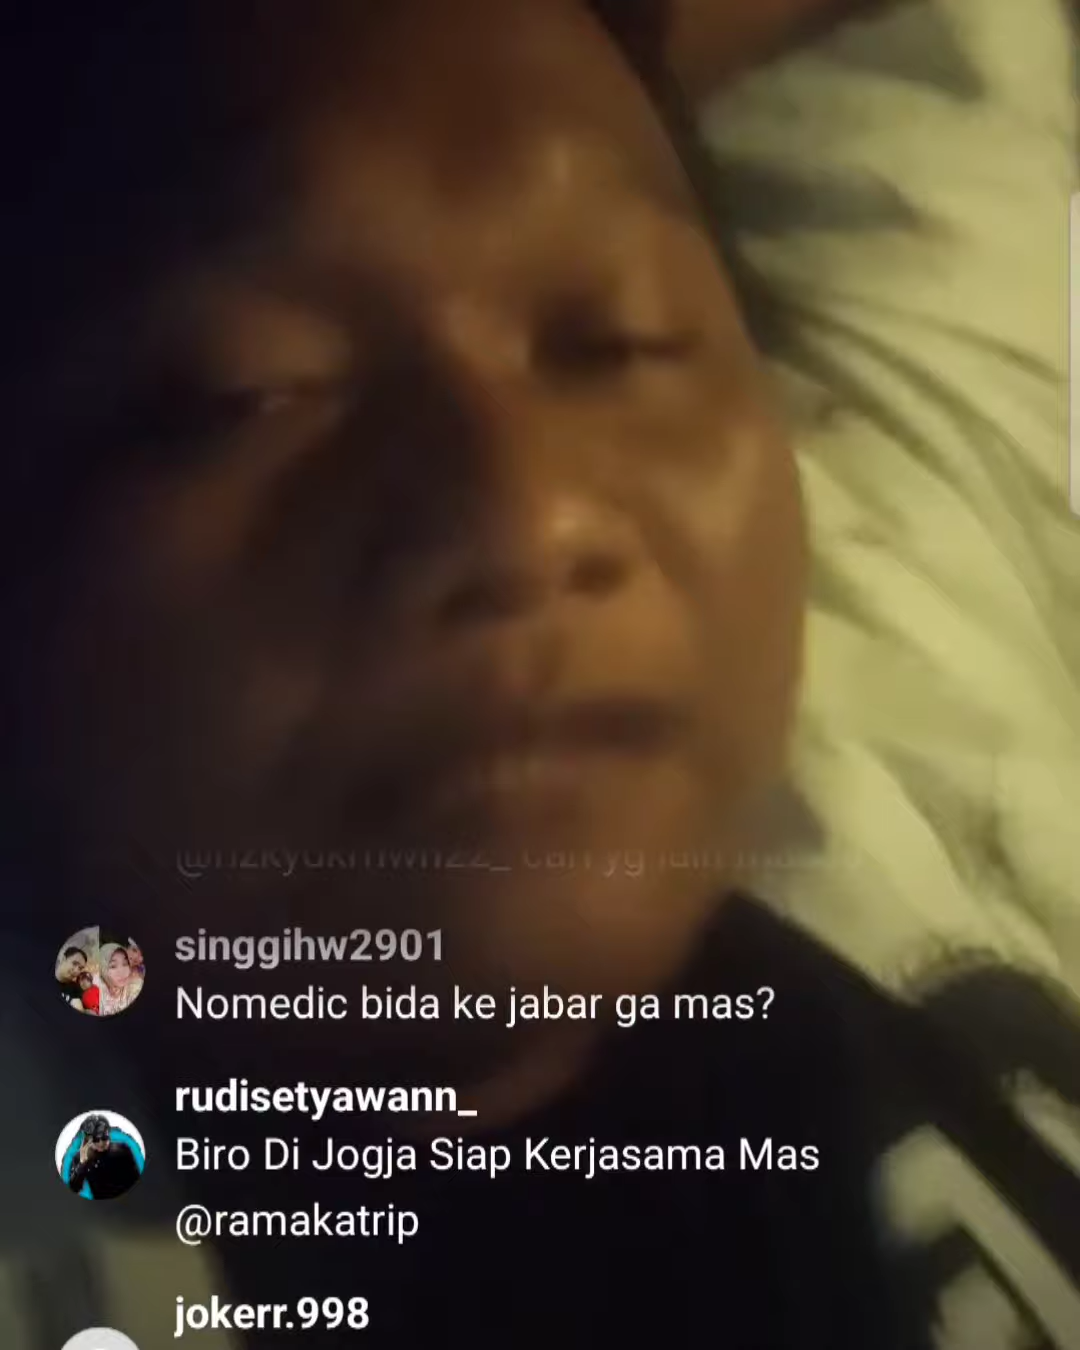 singgihw2901
Nomedic bida ke jabar ga mas?
rudisetyawann_
Biro Di Jogja Siap Kerjasama Mas
@ramakatrip
jokerr.998